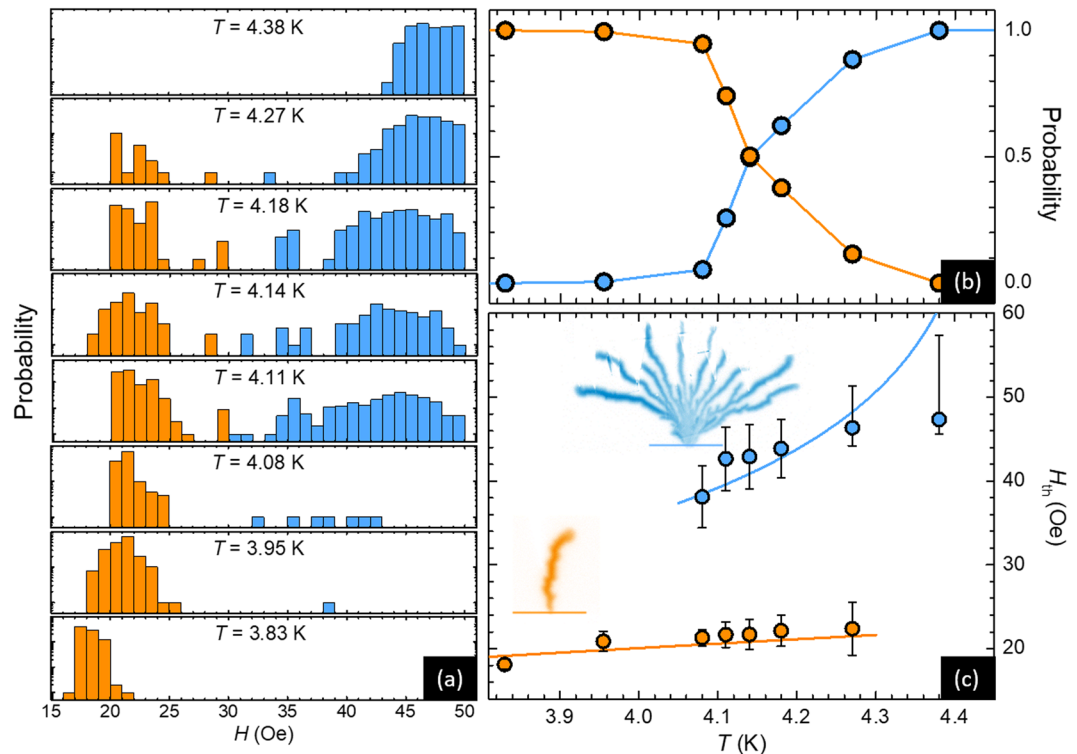 T = 4.38 K
T = 4.27 K
T = 4.18 K
T = 4.14 K
T = 4.11 K
T = 4.08 K
T = 3.95 K
T = 3.83 K
Probability
(a)
15 20 25 30 35 40 45 50
H (Oe)
1.0
0.5
0.0
Probability
(b)
60
50
40
30
20
H_th (Oe)
(c)
3.9 4.0 4.1 4.2 4.3 4.4
T (K)